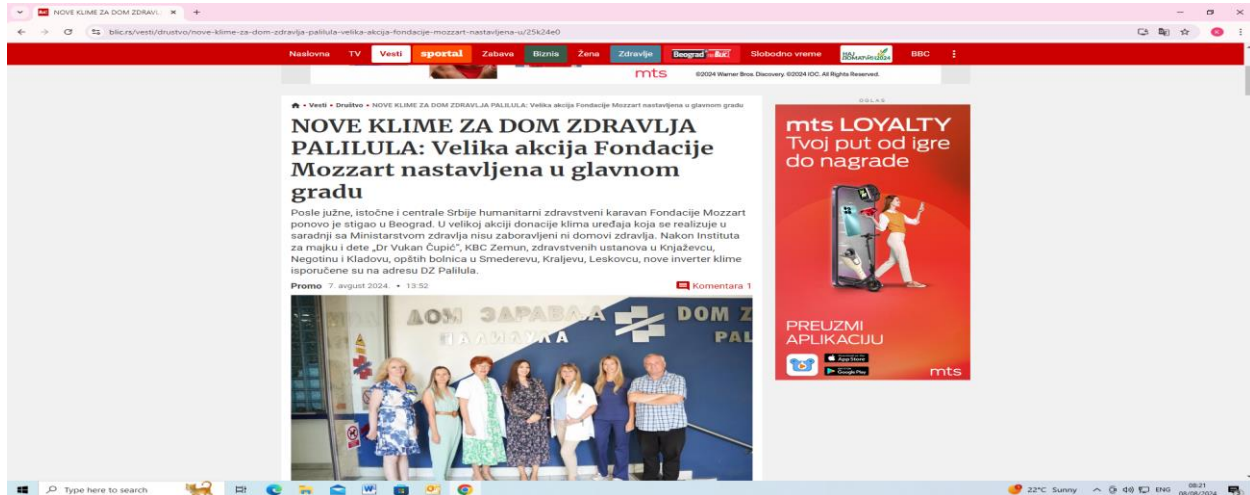 NOVE KLIME ZA DOM ZDRAVL
blic.rs/vesti/drustvo/nove-klime-za-dom-zdravlja-palilula-velika-akcija-fondacije-mozzart-nastavljena-u/25k24e0
Naslovna TV Vesti sportal Zabava Biznis Žena Zdravlje Beograd Blic Slobodno vreme BBC
mts ©2024 Warner Bros. Discovery. ©2024 IOC. All Rights Reserved.
Vesti • Društvo • NOVE KLIME ZA DOM ZDRAVLJA PALILULA: Velika akcija Fondacije Mozzart nastavljena u glavnom gradu
NOVE KLIME ZA DOM ZDRAVLJA
PALILULA: Velika akcija Fondacije
Mozzart nastavljena u glavnom
gradu
Posle južne, istočne i centrale Srbije humanitarni zdravstveni karavan Fondacije Mozzart
ponovo je stigao u Beograd. U velikoj akciji donacije klima uređaja koja se realizuje u
saradnji sa Ministarstvom zdravlja nisu zaboravljeni ni domovi zdravlja. Nakon Instituta
za majku i dete „Dr Vukan Čupić“, KBC Zemun, zdravstvenih ustanova u Knjaževcu,
Negotinu i Kladovu, opštih bolnica u Smederevu, Kraljevu, Leskovcu, nove inverter klime
isporučene su na adresu DZ Palilula.
Promo 7. avgust 2024. • 13:52
Komentara 1
ДОМ ЗДРАВЉА
ПАЛИЛУЛА
DOM Z
PAL
OGLAS
mts LOYALTY
Tvoj put od igre
do nagrade
PREUZMI
APLIKACIJU
App Store
Google Play
mts
Type here to search
22°C Sunny
ENG
08:21
08/08/2024